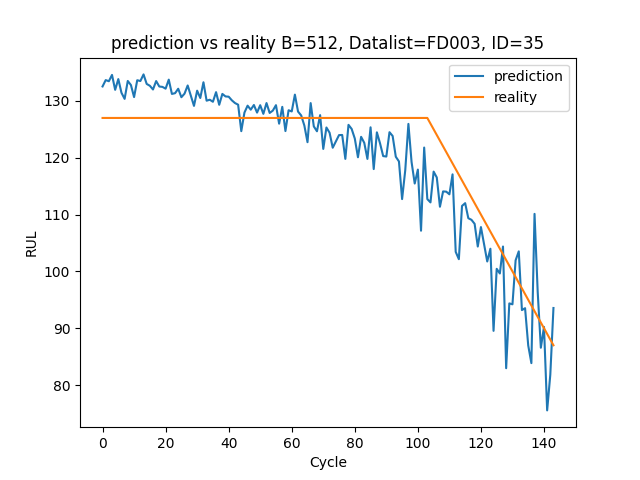 prediction vs reality B=512, Datalist=FD003, ID=35
prediction
reality
RUL
130
120
110
100
90
80
0 20 40 60 80 100 120 140
Cycle